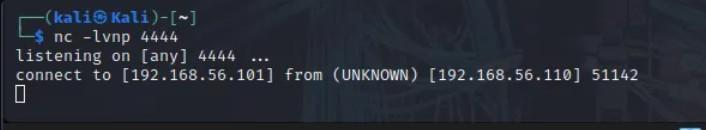 ┌──(kali㉿Kali)-[~]
└─$ nc -lvnp 4444
listening on [any] 4444 ...
connect to [192.168.56.101] from (UNKNOWN) [192.168.56.110] 51142